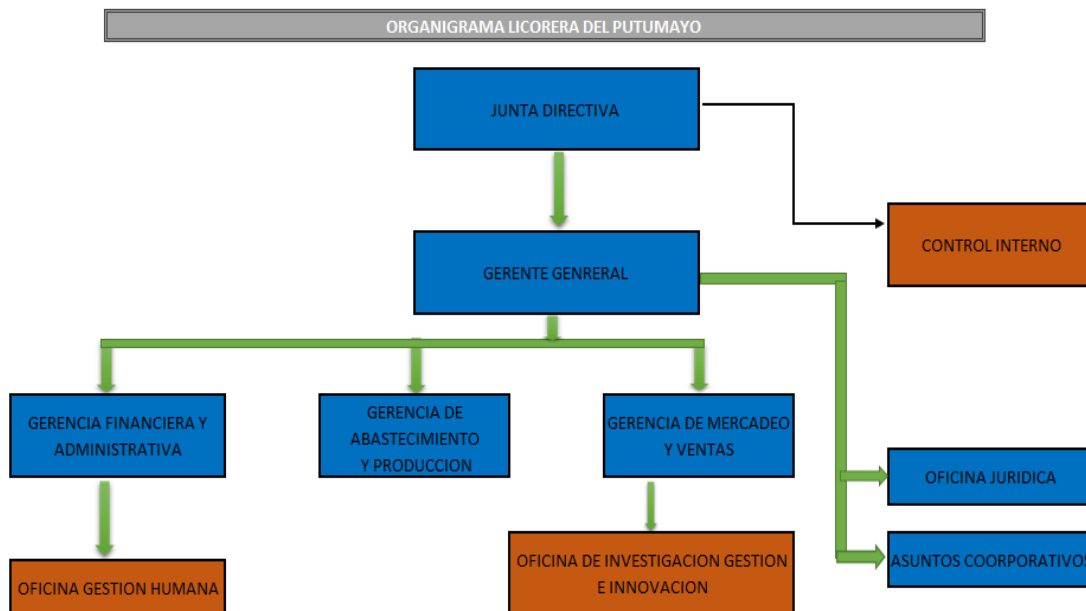 ORGANIGRAMA LICORERA DEL PUTUMAYO
JUNTA DIRECTIVA
CONTROL INTERNO
GERENTE GENRERAL
GERENCIA FINANCIERA Y
ADMINISTRATIVA
GERENCIA DE
ABASTECIMIENTO
Y PRODUCCION
GERENCIA DE MERCADEO
Y VENTAS
OFICINA JURIDICA
ASUNTOS COORPORATIVOS
OFICINA GESTION HUMANA
OFICINA DE INVESTIGACION GESTION
E INNOVACION